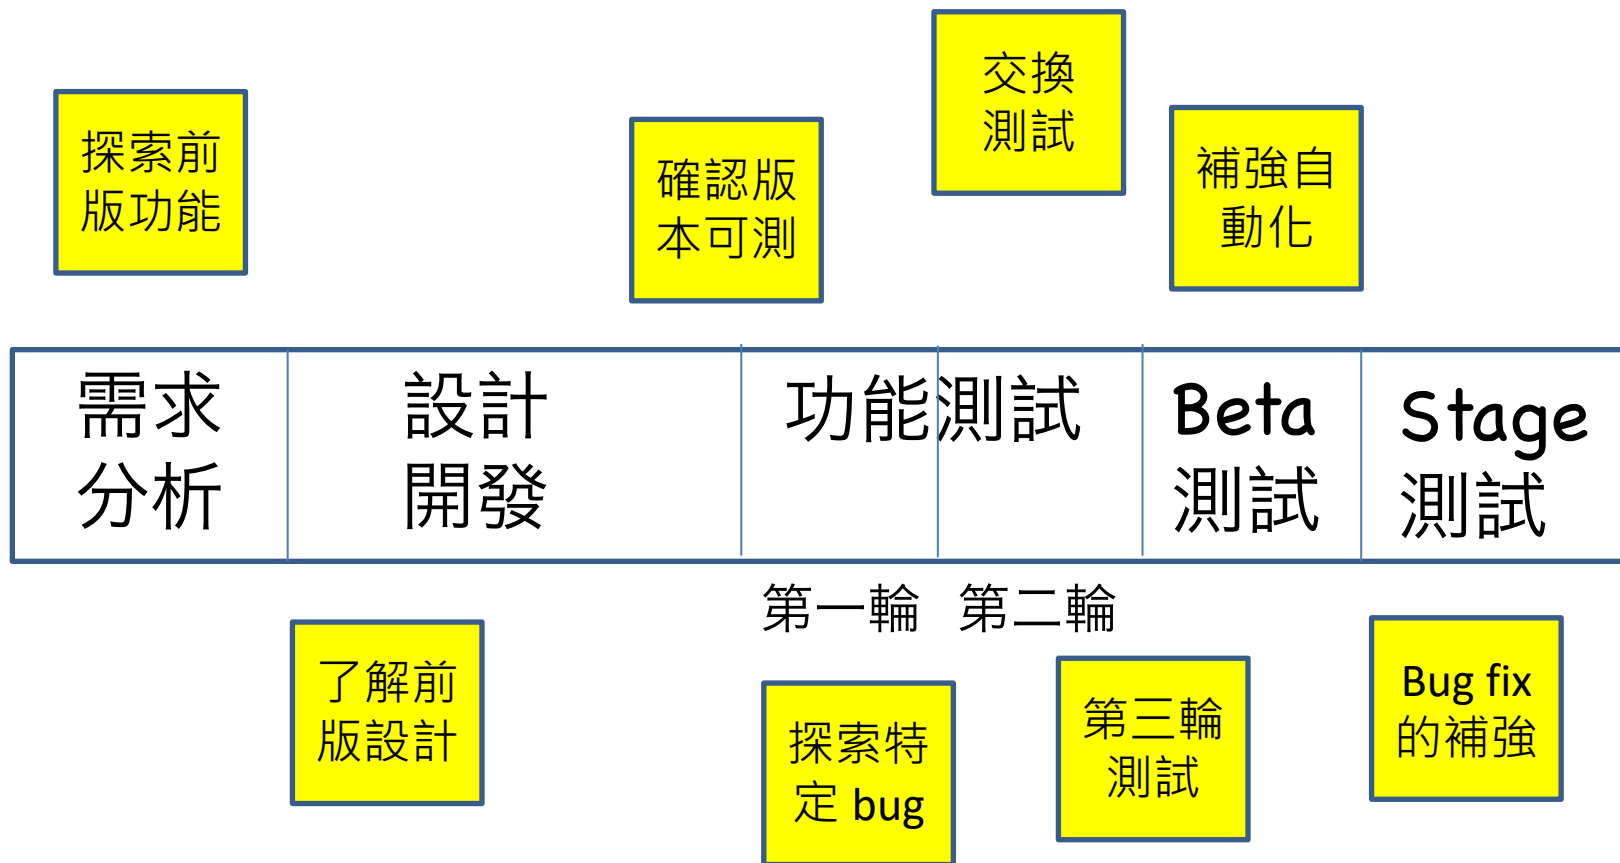 交換
測試
探索前
版功能
確認版
本可測
補強自
動化
需求
分析
設計
開發
功能測試
Beta
測試
Stage
測試
第一輪
第二輪
了解前
版設計
探索特
定 bug
第三輪
測試
Bug fix
的補強